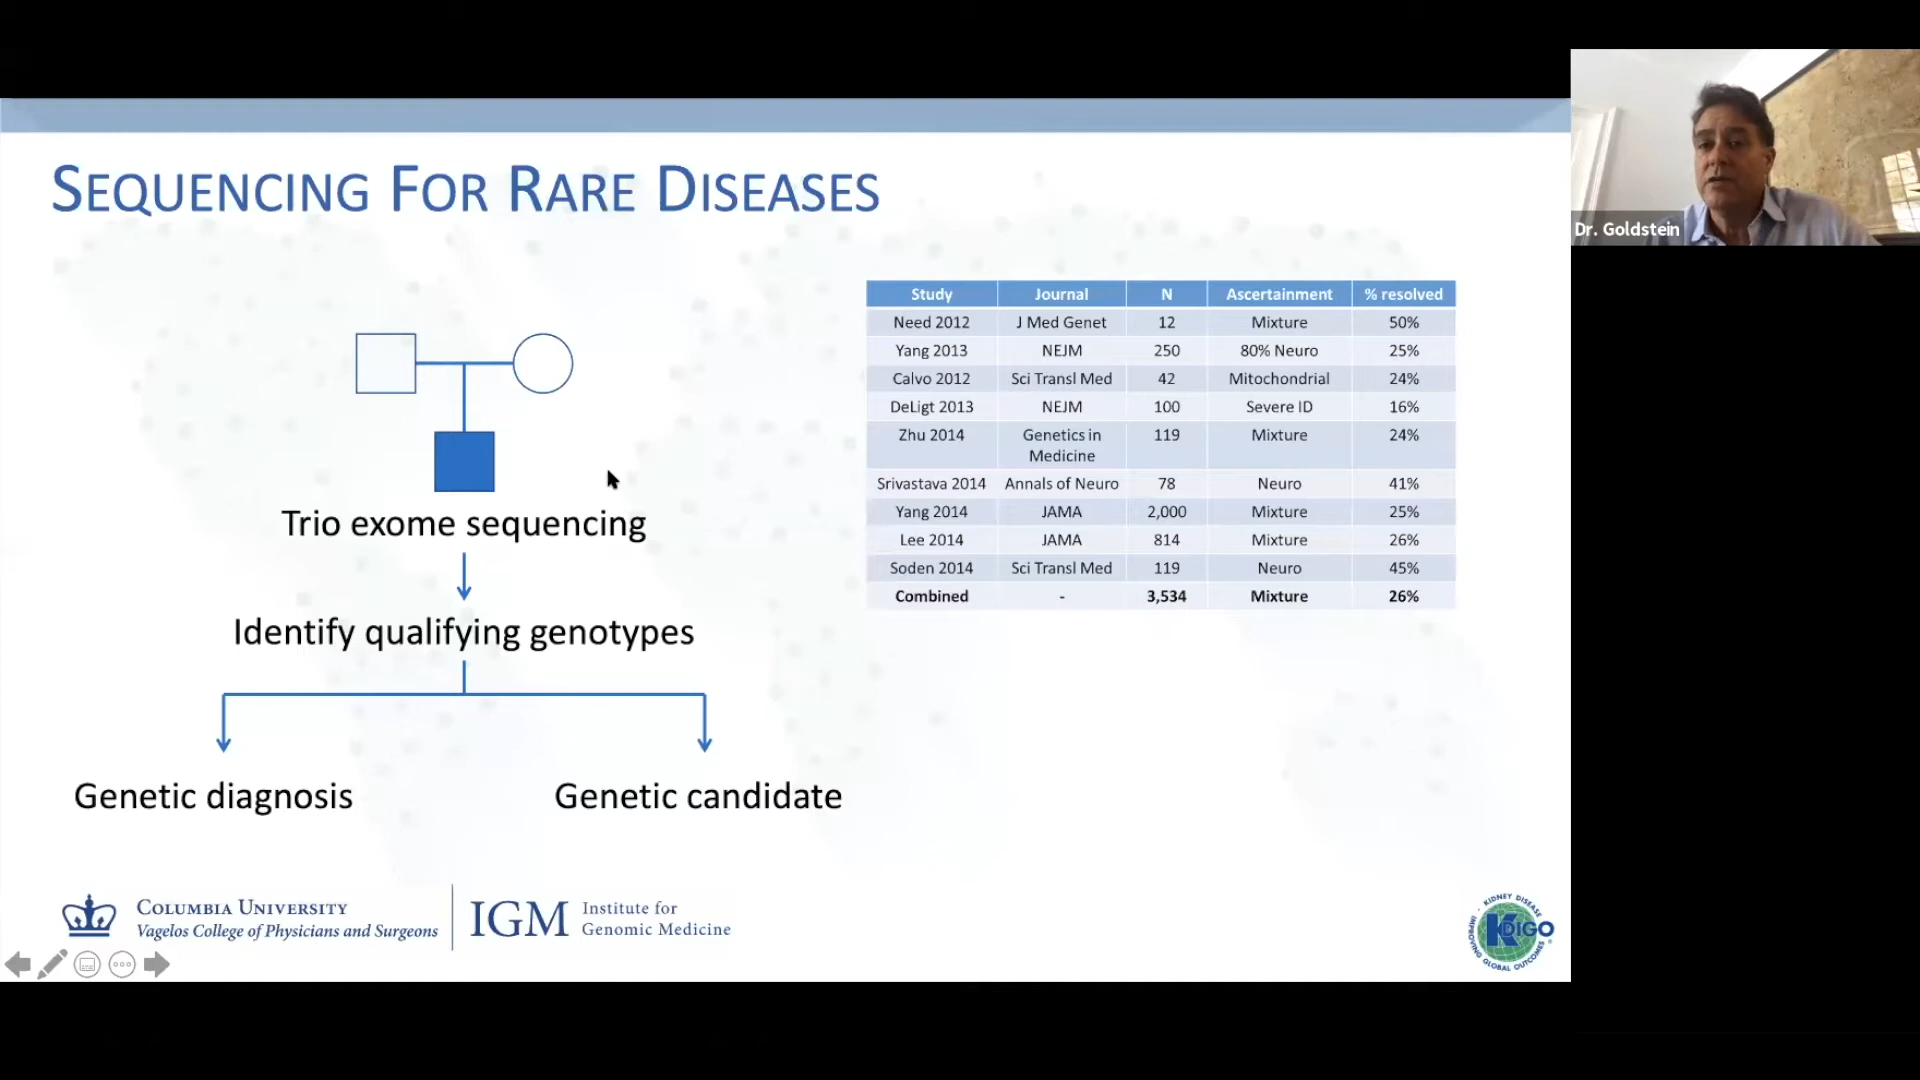 SEQUENCING FOR RARE DISEASES
Dr. Goldstein
Trio exome sequencing
Identify qualifying genotypes
Genetic diagnosis
Genetic candidate
Study Journal N Ascertainment % resolved
Need 2012 J Med Genet 12 Mixture 50%
Yang 2013 NEJM 250 80% Neuro 25%
Calvo 2012 Sci Transl Med 42 Mitochondrial 24%
DeLigt 2013 NEJM 100 Severe ID 16%
Zhu 2014 Genetics in Medicine 119 Mixture 24%
Srivastava 2014 Annals of Neuro 78 Neuro 41%
Yang 2014 JAMA 2,000 Mixture 25%
Lee 2014 JAMA 814 Mixture 26%
Soden 2014 Sci Transl Med 119 Neuro 45%
Combined - 3,534 Mixture 26%
COLUMBIA UNIVERSITY
Vagelos College of Physicians and Surgeons
IGM
Institute for
Genomic Medicine
KIDNEY DISEASE
KDIGO
IMPROVING GLOBAL OUTCOMES